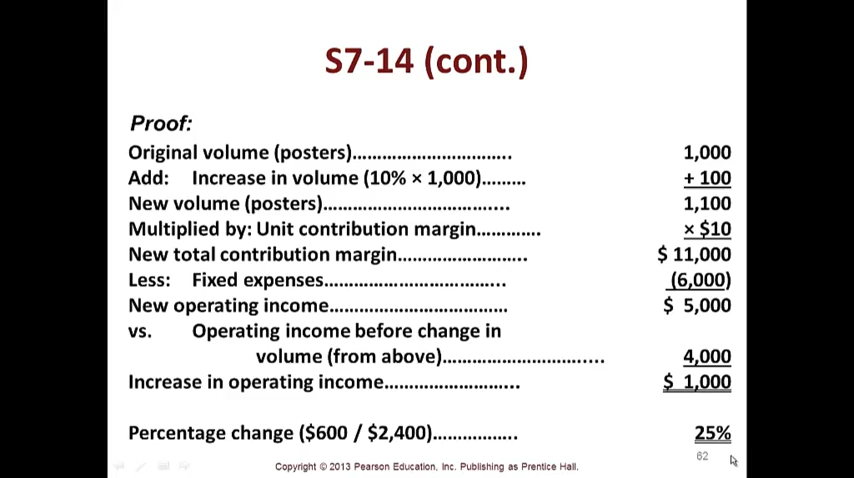 S7-14 (cont.)
Proof:
Original volume (posters)………………………….. 1,000
Add: Increase in volume (10% × 1,000)……… + 100
New volume (posters)………………………….... 1,100
Multiplied by: Unit contribution margin…………. × $10
New total contribution margin…………………….. $ 11,000
Less: Fixed expenses…………………………….. (6,000)
New operating income……………………………… $ 5,000
vs. Operating income before change in
volume (from above)………………………..... 4,000
Increase in operating income…………………….. $ 1,000
Percentage change ($600 / $2,400)…………….. 25%
62
Copyright © 2013 Pearson Education, Inc. Publishing as Prentice Hall.